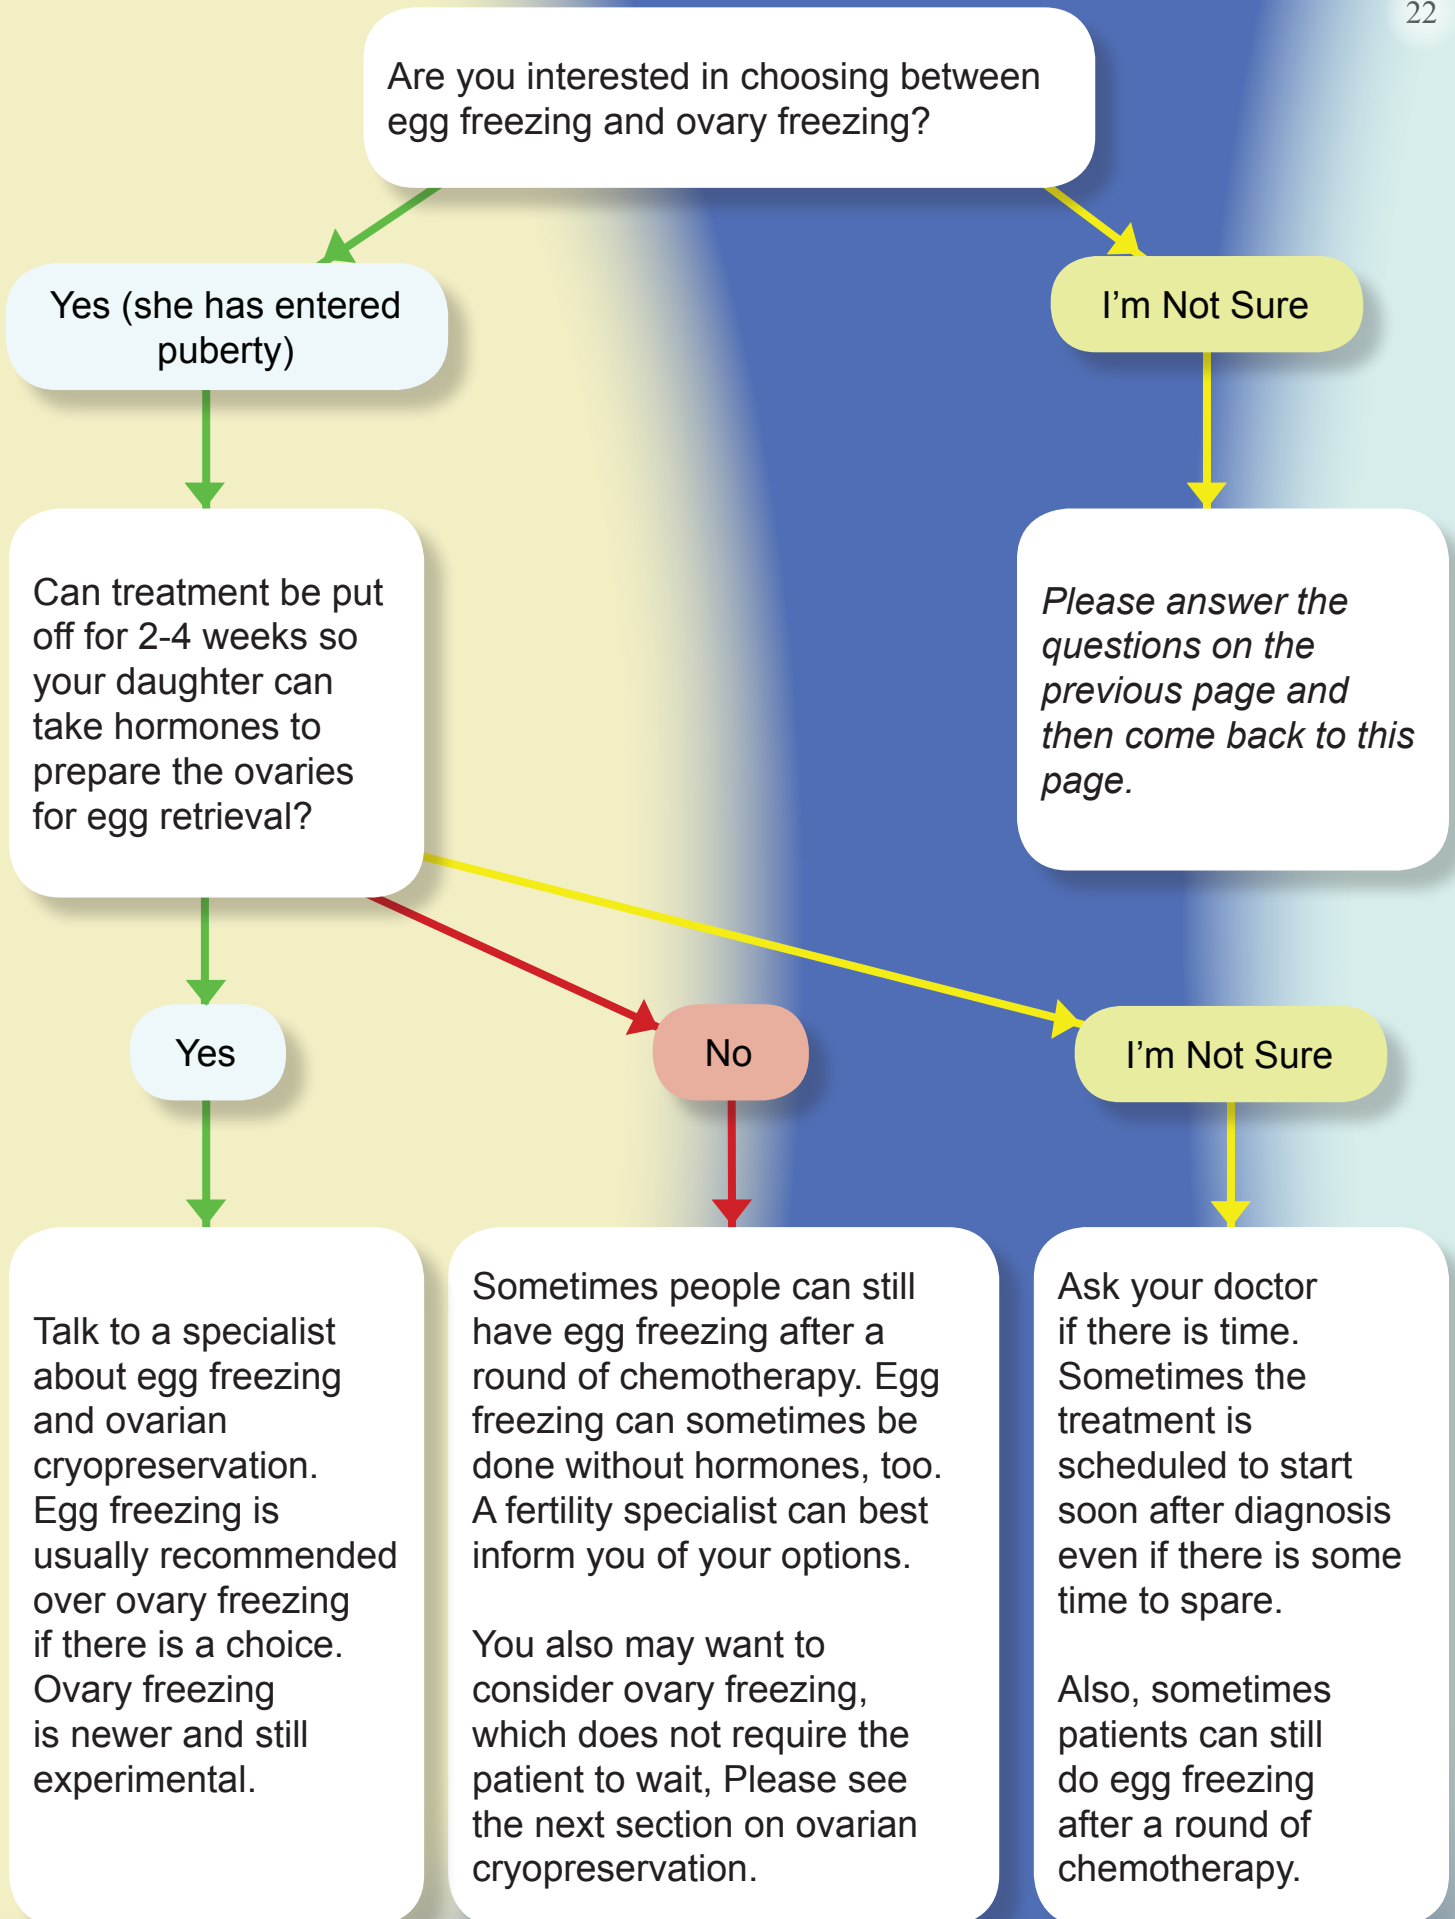 22
Are you interested in choosing between
egg freezing and ovary freezing?
Yes (she has entered
puberty)
I'm Not Sure
Can treatment be put
off for 2-4 weeks so
your daughter can
take hormones to
prepare the ovaries
for egg retrieval?
Please answer the
questions on the
previous page and
then come back to this
page.
Yes
No
I'm Not Sure
Talk to a specialist
about egg freezing
and ovarian
cryopreservation.
Egg freezing is
usually recommended
over ovary freezing
if there is a choice.
Ovary freezing
is newer and still
experimental.
Sometimes people can still
have egg freezing after a
round of chemotherapy. Egg
freezing can sometimes be
done without hormones, too.
A fertility specialist can best
inform you of your options.
You also may want to
consider ovary freezing,
which does not require the
patient to wait, Please see
the next section on ovarian
cryopreservation.
Ask your doctor
if there is time.
Sometimes the
treatment is
scheduled to start
soon after diagnosis
even if there is some
time to spare.
Also, sometimes
patients can still
do egg freezing
after a round of
chemotherapy.